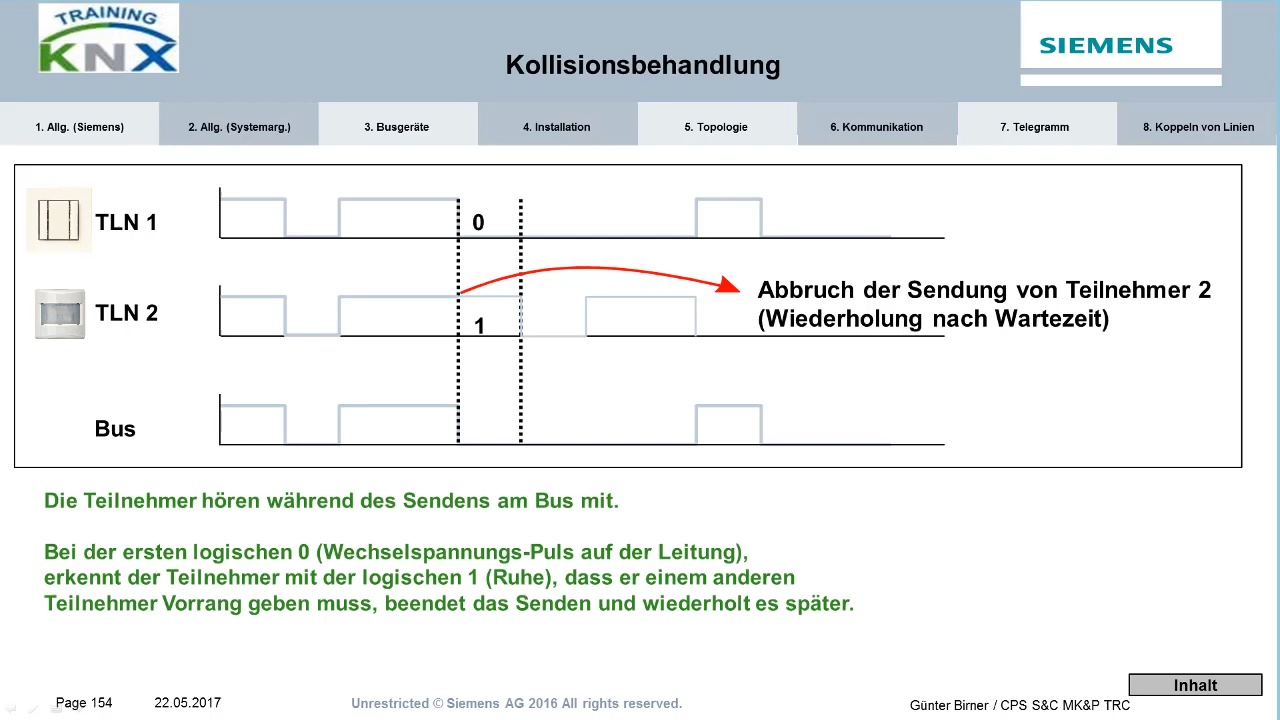 TRAINING
KNX
SIEMENS
Kollisionsbehandlung
1. Allg. (Siemens)
2. Allg. (Systemarg.)
3. Busgeräte
4. Installation
5. Topologie
6. Kommunikation
7. Telegramm
8. Koppeln von Linien
TLN 1
0
TLN 2
1
Abbruch der Sendung von Teilnehmer 2
(Wiederholung nach Wartezeit)
Bus
Die Teilnehmer hören während des Sendens am Bus mit.
Bei der ersten logischen 0 (Wechselspannungs-Puls auf der Leitung),
erkennt der Teilnehmer mit der logischen 1 (Ruhe), dass er einem anderen
Teilnehmer Vorrang geben muss, beendet das Senden und wiederholt es später.
Inhalt
Page 154
22.05.2017
Unrestricted © Siemens AG 2016 All rights reserved.
Günter Birner / CPS S&C MK&P TRC